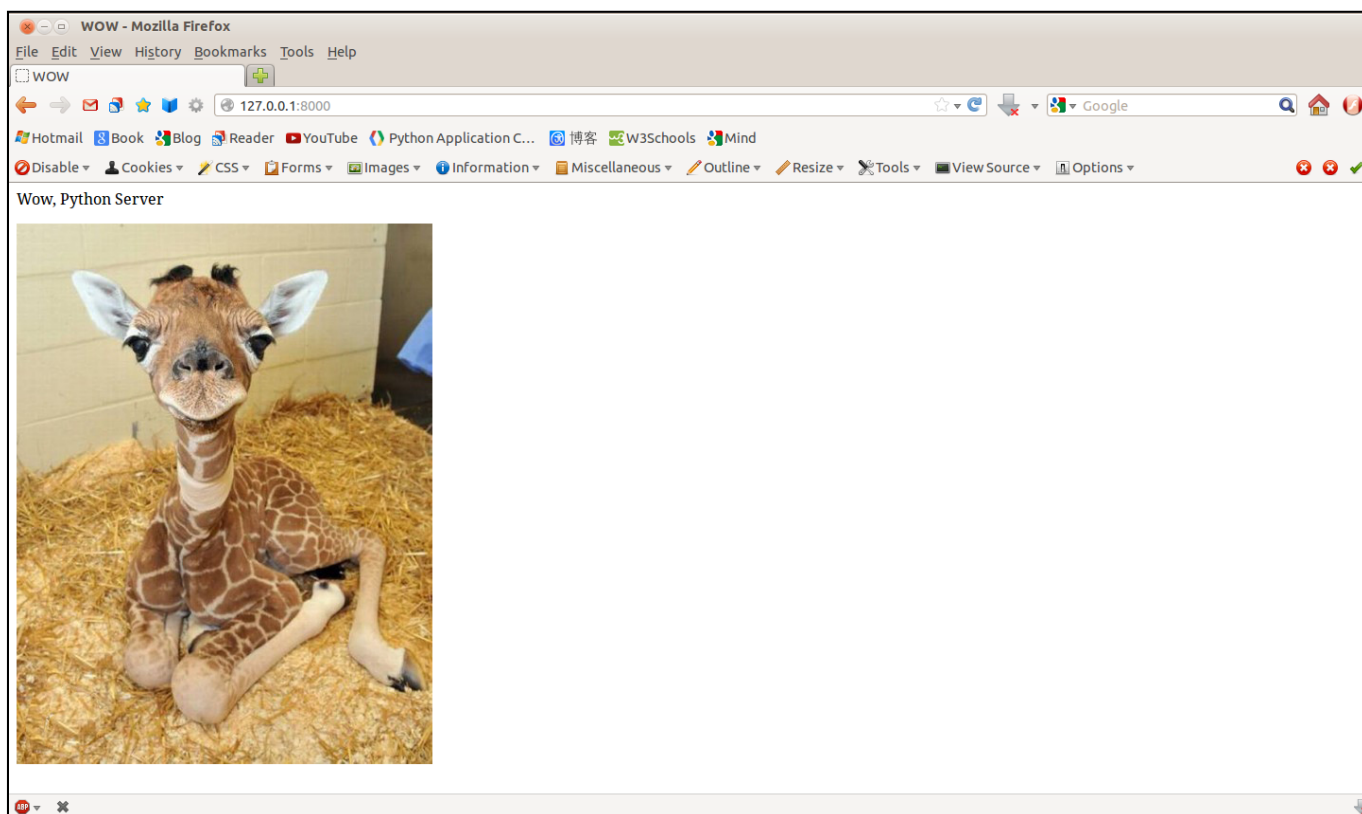 WOW - Mozilla Firefox
File Edit View History Bookmarks Tools Help
WOW
127.0.0.1:8000 Google
Hotmail Book Blog Reader YouTube Python Application C... 博客 W3Schools Mind
Disable Cookies CSS Forms Images Information Miscellaneous Outline Resize Tools View Source Options
Wow, Python Server
ABP